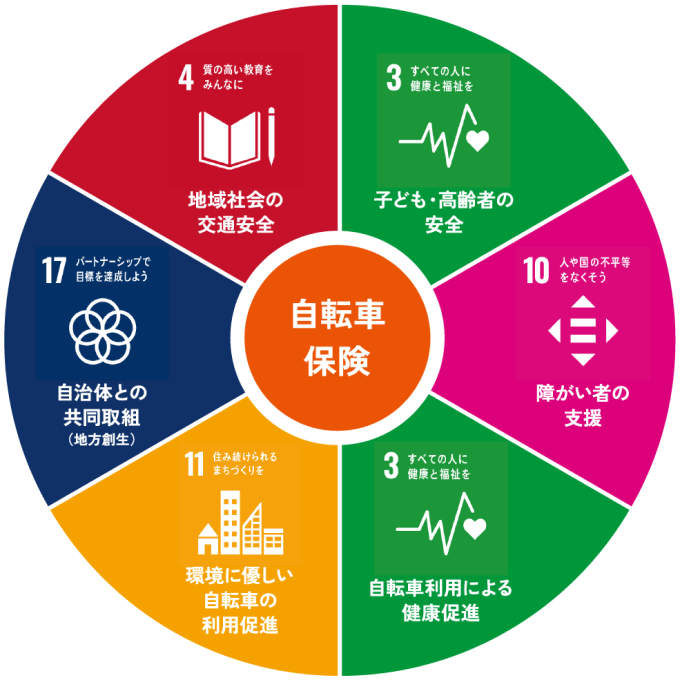 4 質の高い教育を
みんなに
地域社会の
交通安全
3 すべての人に
健康と福祉を
子ども・高齢者の
安全
17 パートナーシップで
目標を達成しよう
自治体との
共同取組
（地方創生）
自転車
保険
10 人や国の不平等
をなくそう
障がい者の
支援
11 住み続けられる
まちづくりを
環境に優しい
自転車の
利用促進
3 すべての人に
健康と福祉を
自転車利用による
健康促進